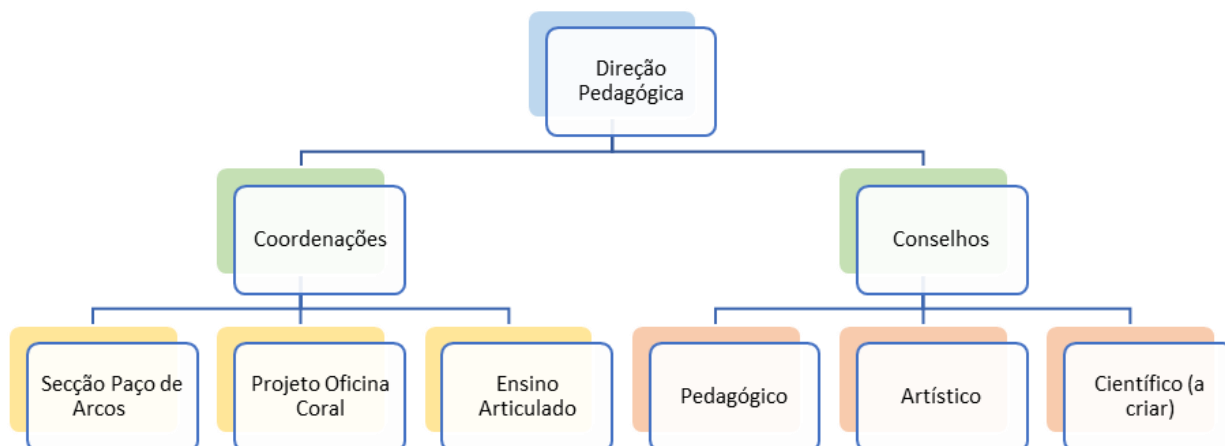 Direção
Pedagógica
Coordenações
Conselhos
Secção Paço de
Arcos
Projeto Oficina
Coral
Ensino
Articulado
Pedagógico
Artístico
Científico (a
criar)